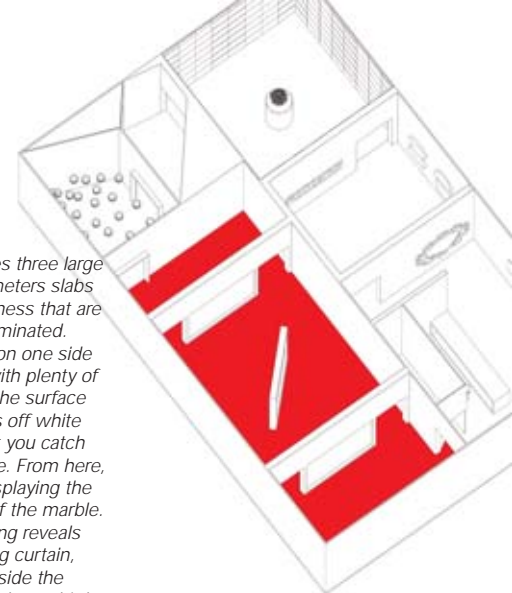 es three large
meters slabs
ness that are
minated.
on one side
with plenty of
he surface
s off white
you catch
e. From here,
splaying the
f the marble.
ng reveals
g curtain,
side the